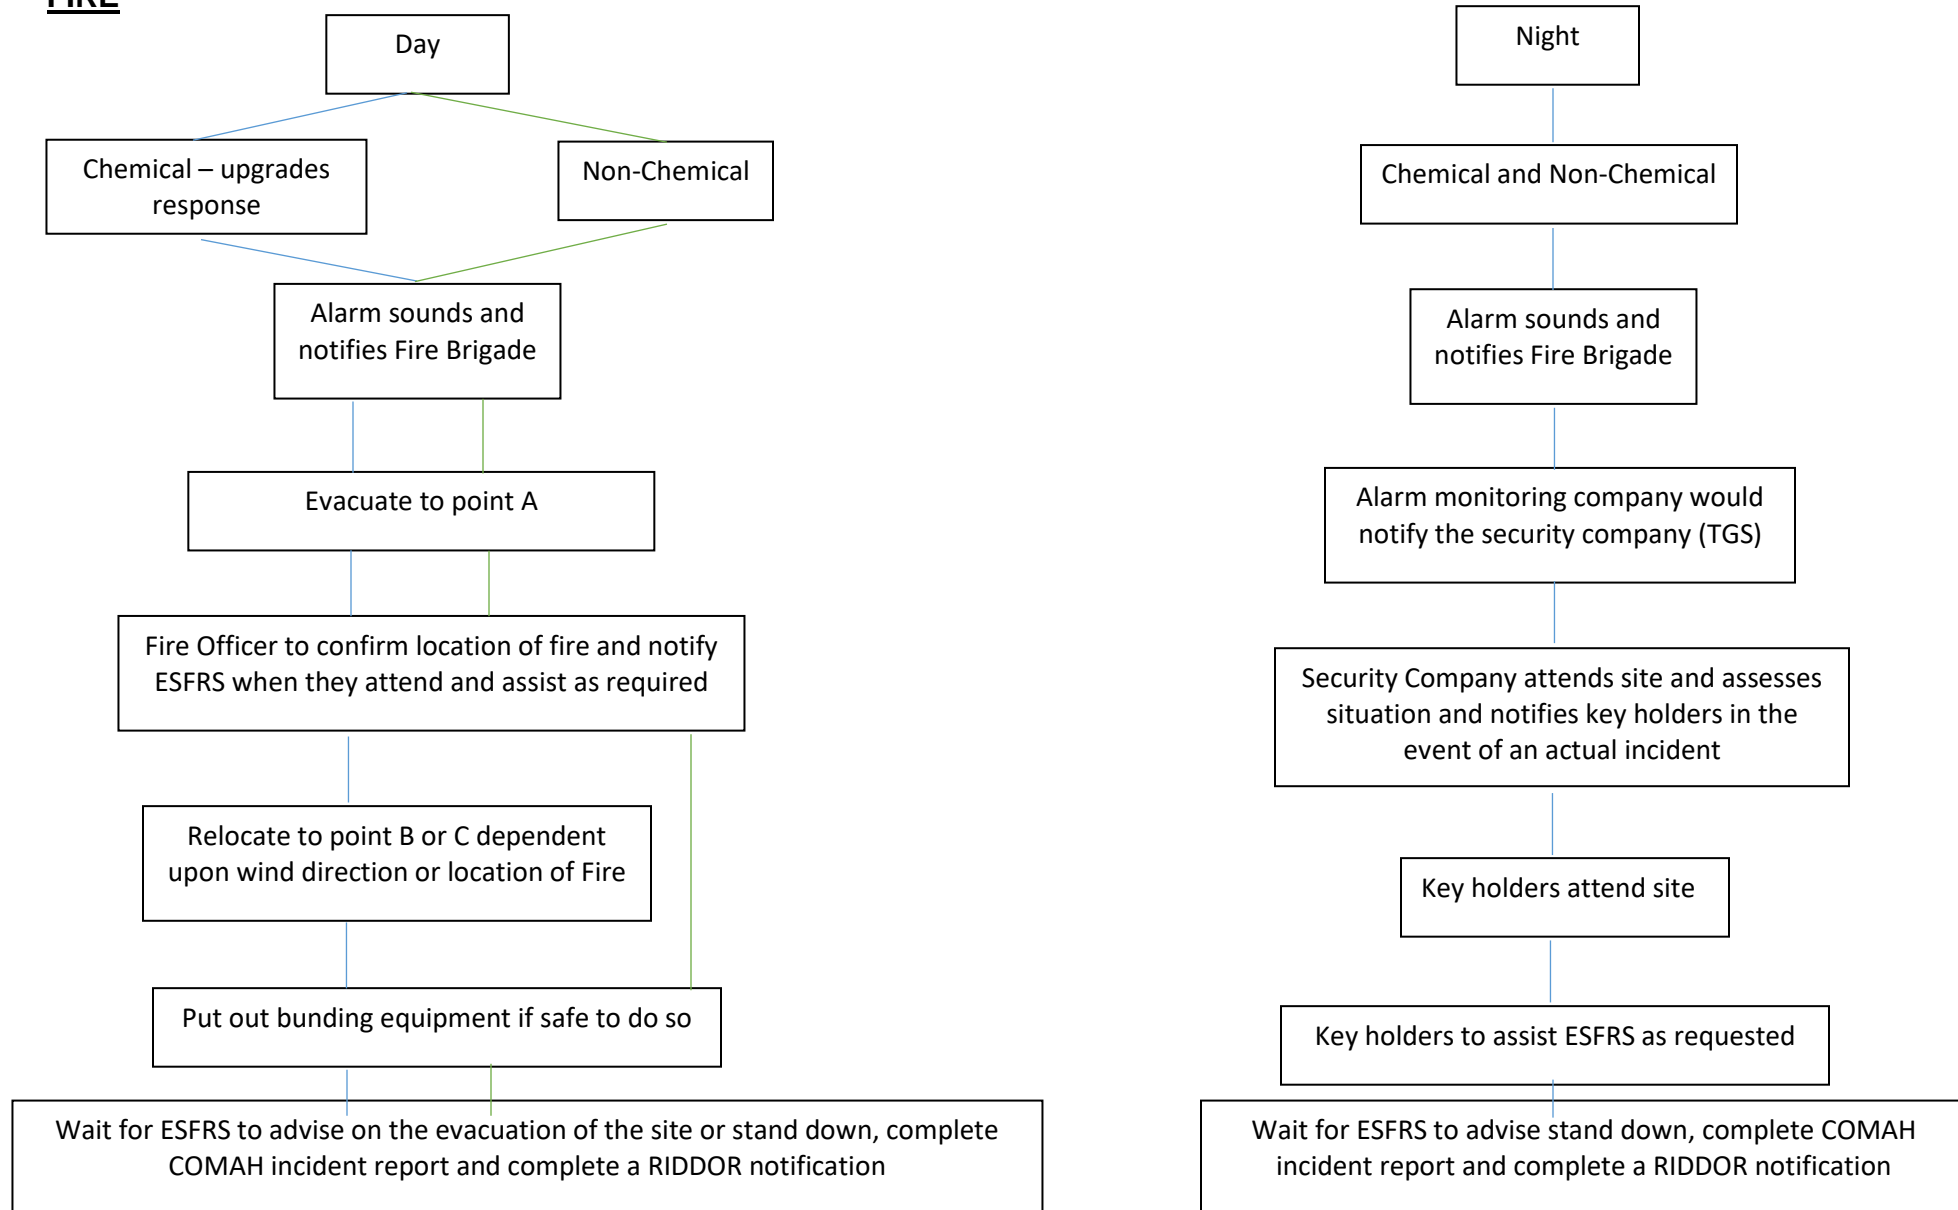 FIRE
Day
Chemical – upgrades
response
Non-Chemical
Alarm sounds and
notifies Fire Brigade
Evacuate to point A
Fire Officer to confirm location of fire and notify
ESFRS when they attend and assist as required
Relocate to point B or C dependent
upon wind direction or location of Fire
Put out bunding equipment if safe to do so
Wait for ESFRS to advise on the evacuation of the site or stand down, complete
COMAH incident report and complete a RIDDOR notification
Night
Chemical and Non-Chemical
Alarm sounds and
notifies Fire Brigade
Alarm monitoring company would
notify the security company (TGS)
Security Company attends site and assesses
situation and notifies key holders in the
event of an actual incident
Key holders attend site
Key holders to assist ESFRS as requested
Wait for ESFRS to advise stand down, complete COMAH
incident report and complete a RIDDOR notification